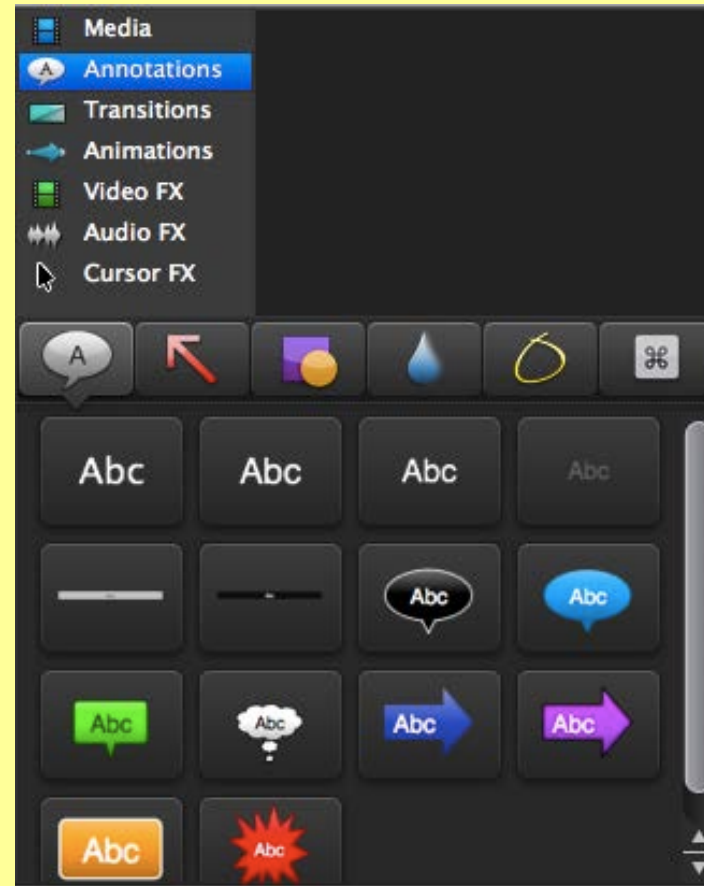 Media
Annotations
Transitions
Animations
Video FX
Audio FX
Cursor FX
A
Abc Abc Abc Abc
Abc Abc
Abc Abc Abc Abc
Abc Abc